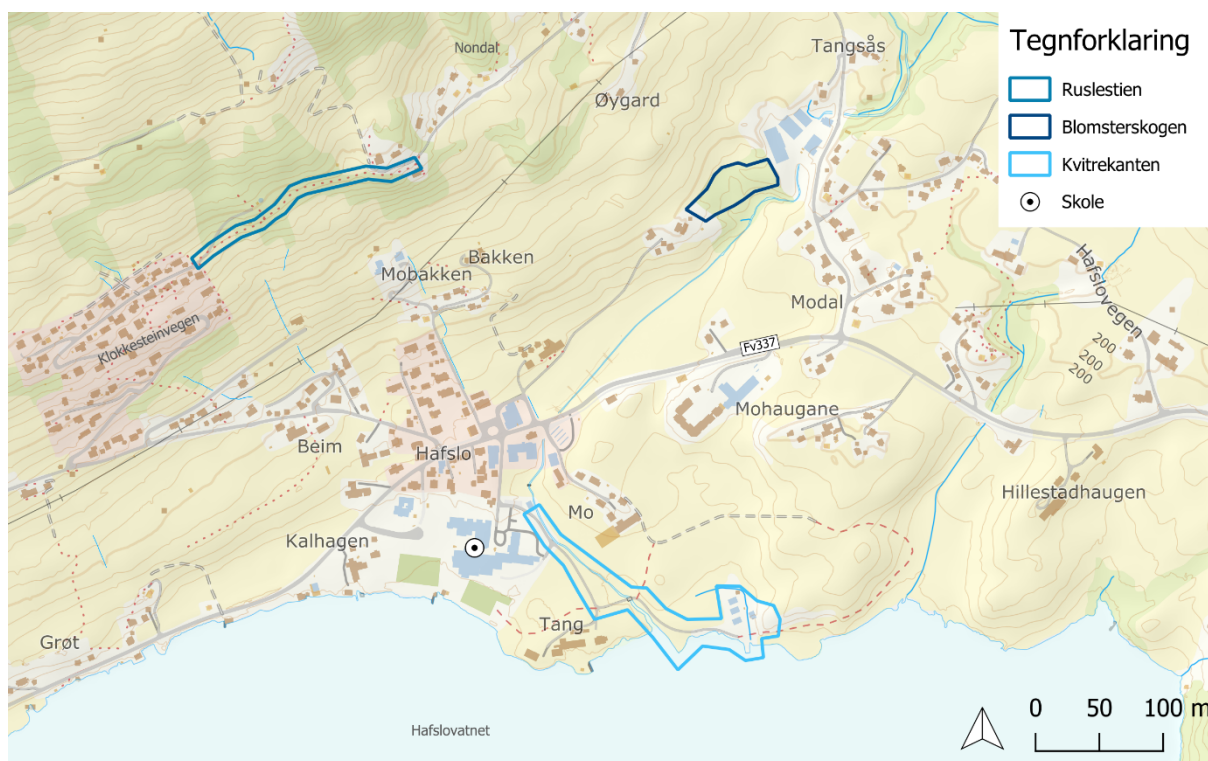 Tegnforklaring
Ruslestien
Blomsterskogen
Kvitrekanten
Skole
Nondat
Tangsås
Øygard
Bakken
Mobakken
Hafslovegen
Modal
Klokkesteinvegen
200
200
200
Fv337
Mohaugane
Beim
Hafslo
Hillestadhaugen
Mo
Kalhagen
Tang
Grøt
Hafslovatnet
0 50 100 m